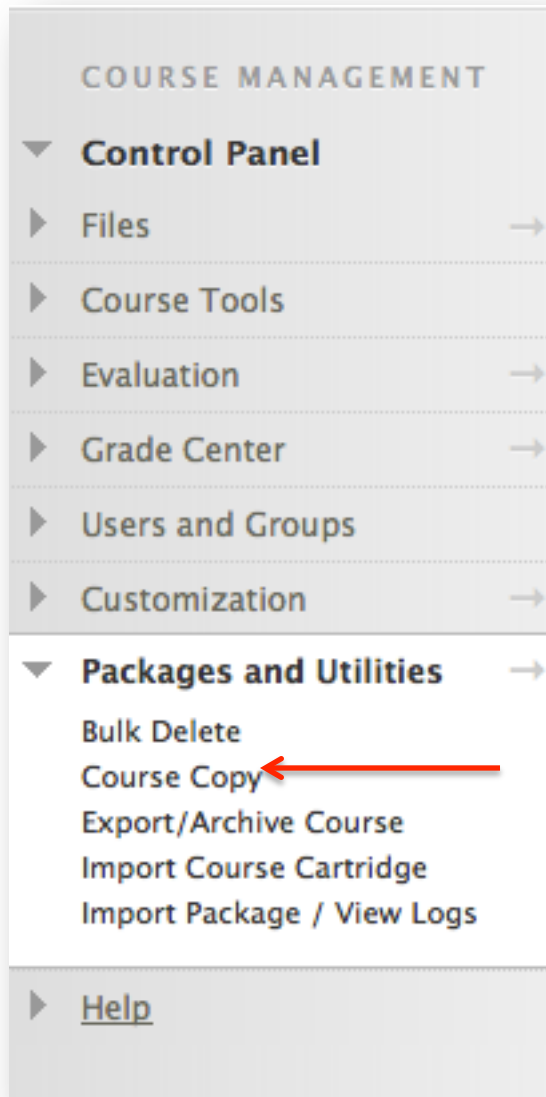 COURSE MANAGEMENT
Control Panel
Files
Course Tools
Evaluation
Grade Center
Users and Groups
Customization
Packages and Utilities
Bulk Delete
Course Copy
Export/Archive Course
Import Course Cartridge
Import Package / View Logs
Help